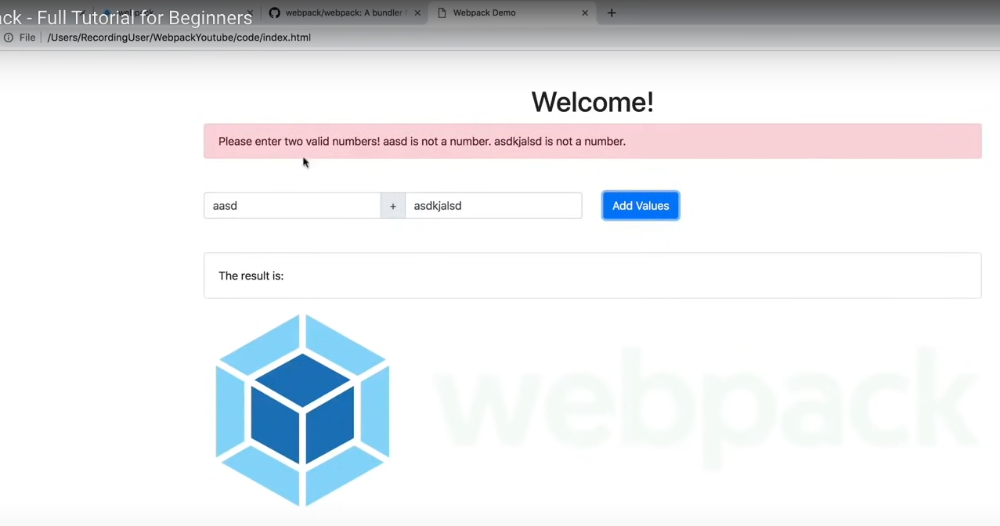 ack - Full Tutorial for Beginners
webpack
webpack/webpack: A bundler
Webpack Demo
File
/Users/RecordingUser/WebpackYoutube/code/index.html
Welcome!
Please enter two valid numbers! aasd is not a number. asdkjalsd is not a number.
aasd + asdkjalsd Add Values
The result is:
webpack